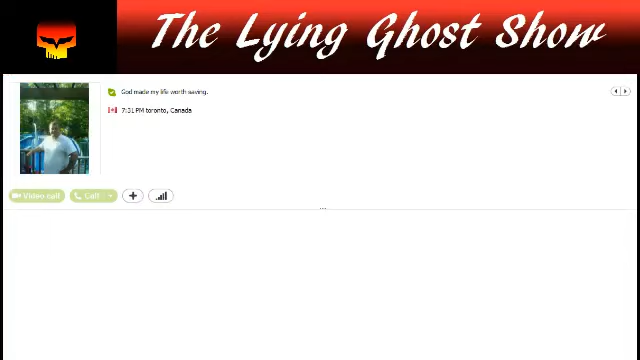 The Lying Ghost Show
God made my life worth saving.
7:31 PM toronto, Canada
Video call
Call